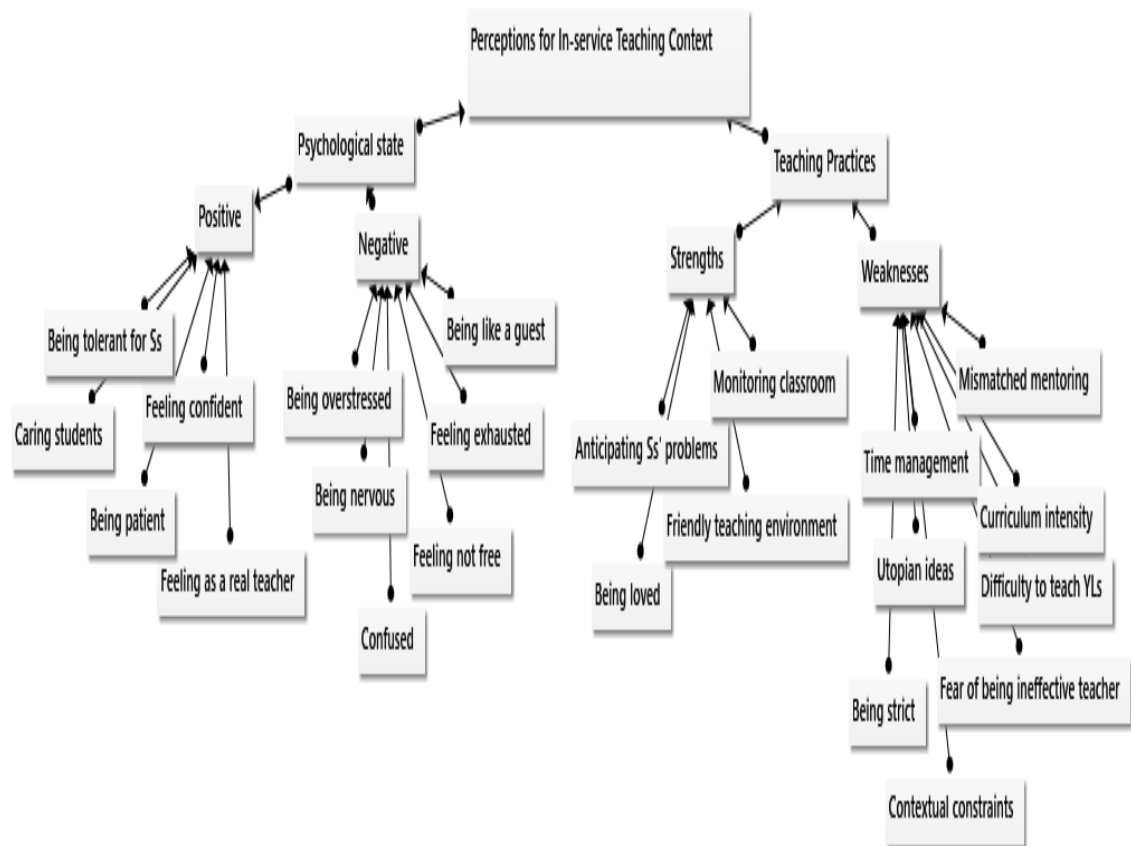 Perceptions for In-service Teaching Context
Psychological state
Teaching Practices
Positive
Negative
Strengths
Weaknesses
Being tolerant for Ss
Being like a guest
Feeling confident
Being overstressed
Monitoring classroom
Mismatched mentoring
Caring students
Feeling exhausted
Anticipating Ss' problems
Time management
Being patient
Being nervous
Friendly teaching environment
Curriculum intensity
Feeling as a real teacher
Feeling not free
Being loved
Utopian ideas
Difficulty to teach YLs
Confused
Being strict
Fear of being ineffective teacher
Contextual constraints